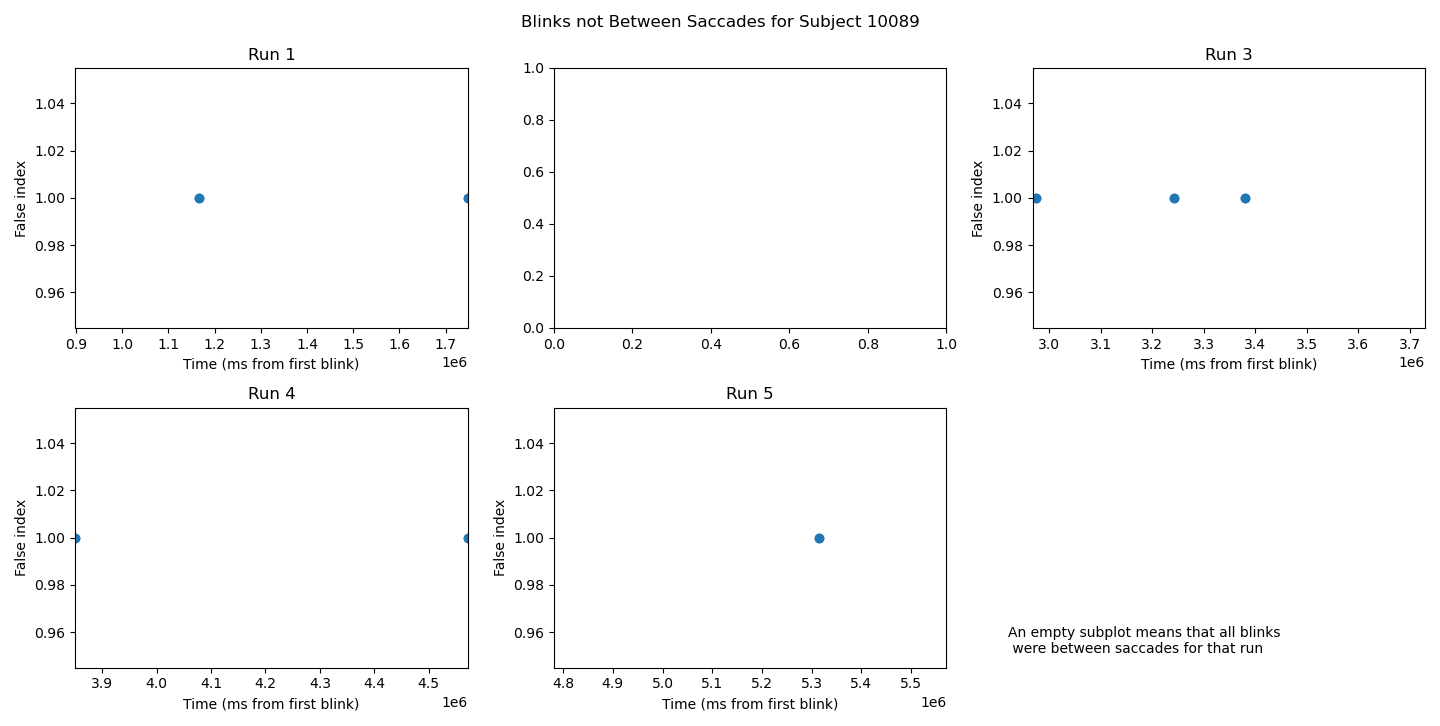 Blinks not Between Saccades for Subject 10089
Run 1
1.04
1.02
1.00
0.98
0.96
False index
0.9 1.0 1.1 1.2 1.3 1.4 1.5 1.6 1.7
1e6
Time (ms from first blink)
1.0
0.8
0.6
0.4
0.2
0.0
0.0 0.2 0.4 0.6 0.8 1.0
Run 3
1.04
1.02
1.00
0.98
0.96
False index
3.0 3.1 3.2 3.3 3.4 3.5 3.6 3.7
1e6
Time (ms from first blink)
Run 4
1.04
1.02
1.00
0.98
0.96
False index
3.9 4.0 4.1 4.2 4.3 4.4 4.5
1e6
Time (ms from first blink)
Run 5
1.04
1.02
1.00
0.98
0.96
False index
4.8 4.9 5.0 5.1 5.2 5.3 5.4 5.5
1e6
Time (ms from first blink)
An empty subplot means that all blinks
were between saccades for that run